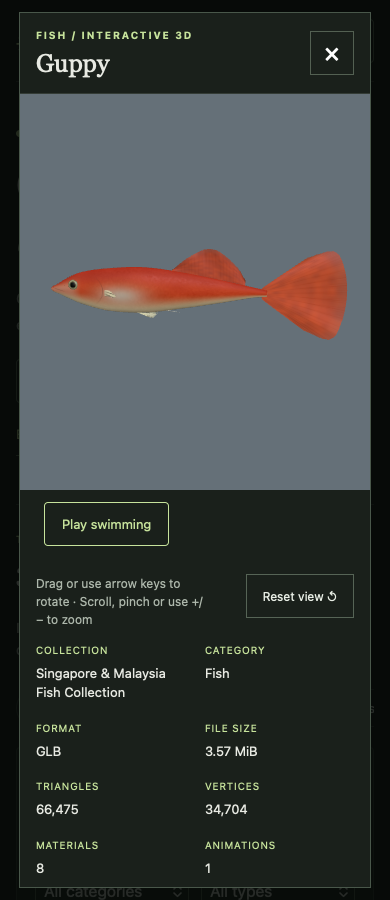 FISH / INTERACTIVE 3D
Guppy
×
Play swimming
Drag or use arrow keys to
rotate · Scroll, pinch or use +/
− to zoom
Reset view ↺
COLLECTION
Singapore & Malaysia
Fish Collection
CATEGORY
Fish
FORMAT
GLB
FILE SIZE
3.57 MiB
TRIANGLES
66,475
VERTICES
34,704
MATERIALS
8
ANIMATIONS
1
All categories
All types